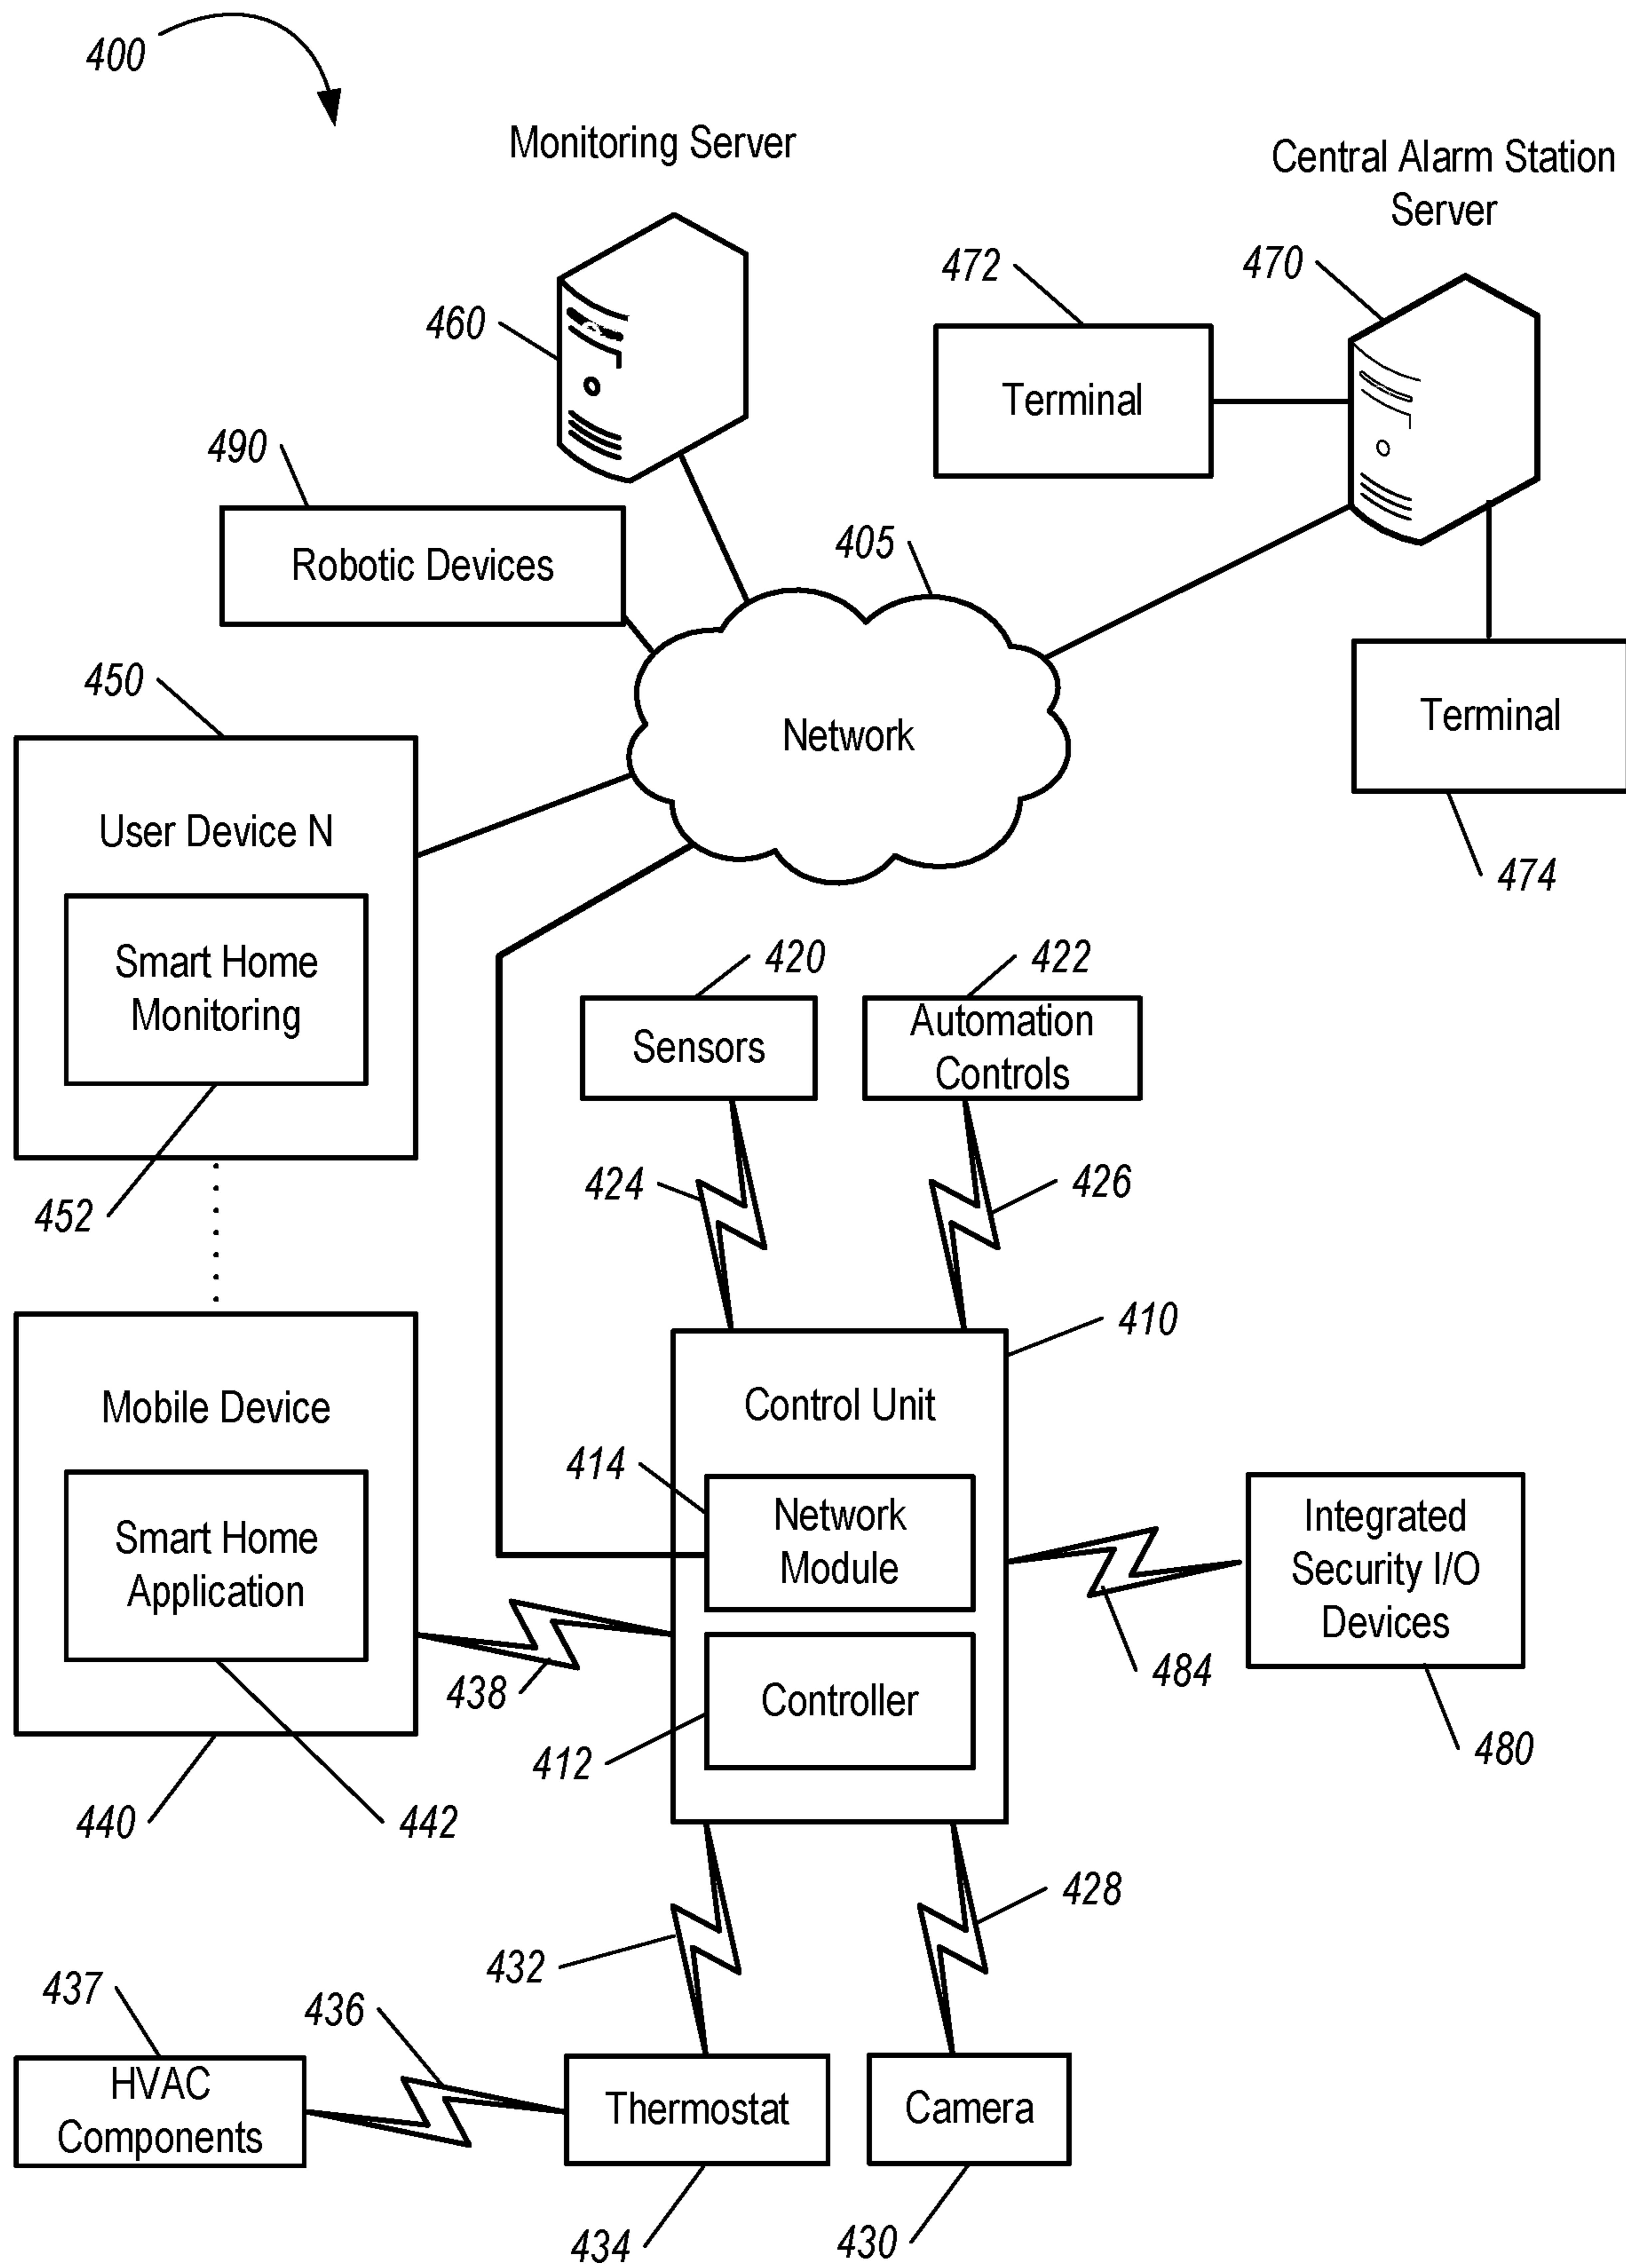 400
Monitoring Server
Central Alarm Station
Server
472
470
460
Terminal
490
Robotic Devices
405
450
Network
Terminal
User Device N
474
Smart Home
Monitoring
420
422
Sensors
Automation
Controls
424
426
452
410
Mobile Device
Control Unit
414
Network
Module
Integrated
Security I/O
Devices
Smart Home
Application
438
484
Controller
412
480
440
442
428
432
437
436
HVAC
Components
Thermostat
Camera
434
430